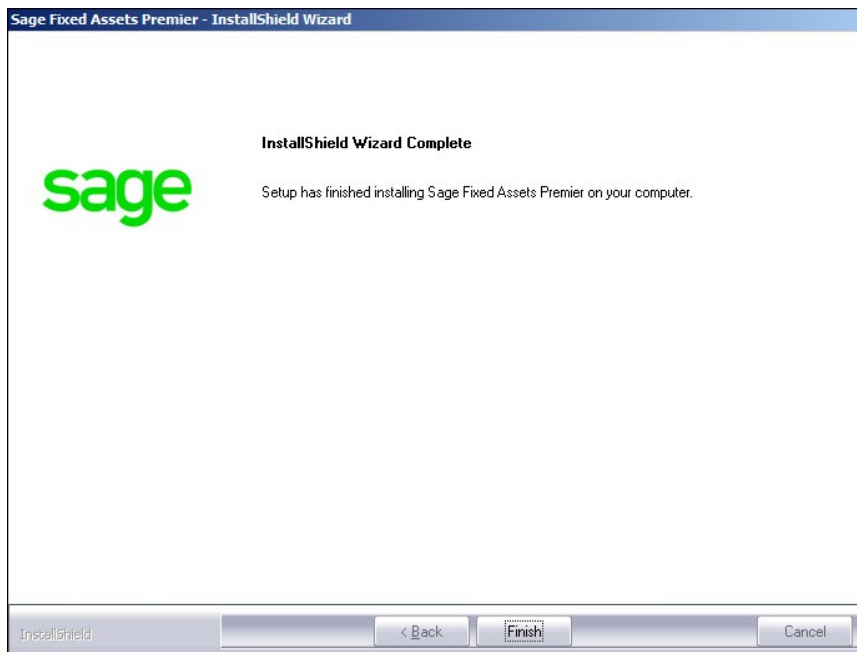 Sage Fixed Assets Premier - InstallShield Wizard
InstallShield Wizard Complete
sage
Setup has finished installing Sage Fixed Assets Premier on your computer.
InstallShield
< Back
Finish
Cancel